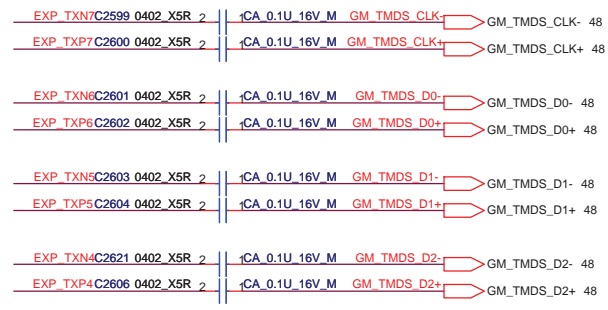 EXP_TXN7 C2599 0402_X5R 2 1 CA_0.1U_16V_M GM_TMDS_CLK- GM_TMDS_CLK- 48
EXP_TXP7 C2600 0402_X5R 2 1 CA_0.1U_16V_M GM_TMDS_CLK+ GM_TMDS_CLK+ 48
EXP_TXN6 C2601 0402_X5R 2 1 CA_0.1U_16V_M GM_TMDS_D0- GM_TMDS_D0- 48
EXP_TXP6 C2602 0402_X5R 2 1 CA_0.1U_16V_M GM_TMDS_D0+ GM_TMDS_D0+ 48
EXP_TXN5 C2603 0402_X5R 2 1 CA_0.1U_16V_M GM_TMDS_D1- GM_TMDS_D1- 48
EXP_TXP5 C2604 0402_X5R 2 1 CA_0.1U_16V_M GM_TMDS_D1+ GM_TMDS_D1+ 48
EXP_TXN4 C2621 0402_X5R 2 1 CA_0.1U_16V_M GM_TMDS_D2- GM_TMDS_D2- 48
EXP_TXP4 C2606 0402_X5R 2 1 CA_0.1U_16V_M GM_TMDS_D2+ GM_TMDS_D2+ 48